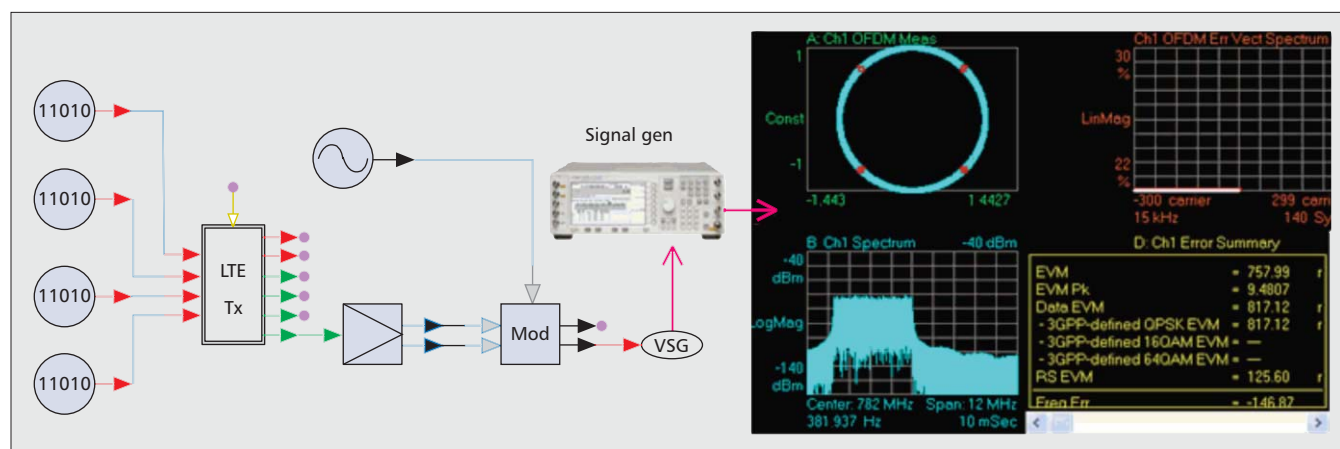 11010
11010
11010
11010
LTE
Tx
Mod
VSG
Signal gen
A: Ch1 OFDM Meas
1
Const
-1
-1.443
1 4427
Ch1 OFDM Err Vect Spectrum
30
%
LinMag
22
%
-300 carrier
299 carri
15 kHz
140 Sy
B: Ch1 Spectrum
-40 dBm
-40
dBm
LogMag
-140
dBm
Center: 782 MHz
Span: 12 MHz
381 937 Hz
10 mSec
D: Ch1 Error Summary
EVM = 757.99 r
EVM Pk = 9.4807
Data EVM = 817.12 r
- 3GPP-defined QPSK EVM = 817.12 r
- 3GPP-defined 16QAM EVM = —
- 3GPP-defined 64QAM EVM = —
RS EVM = 125.60 r
Freq Err = -146.87